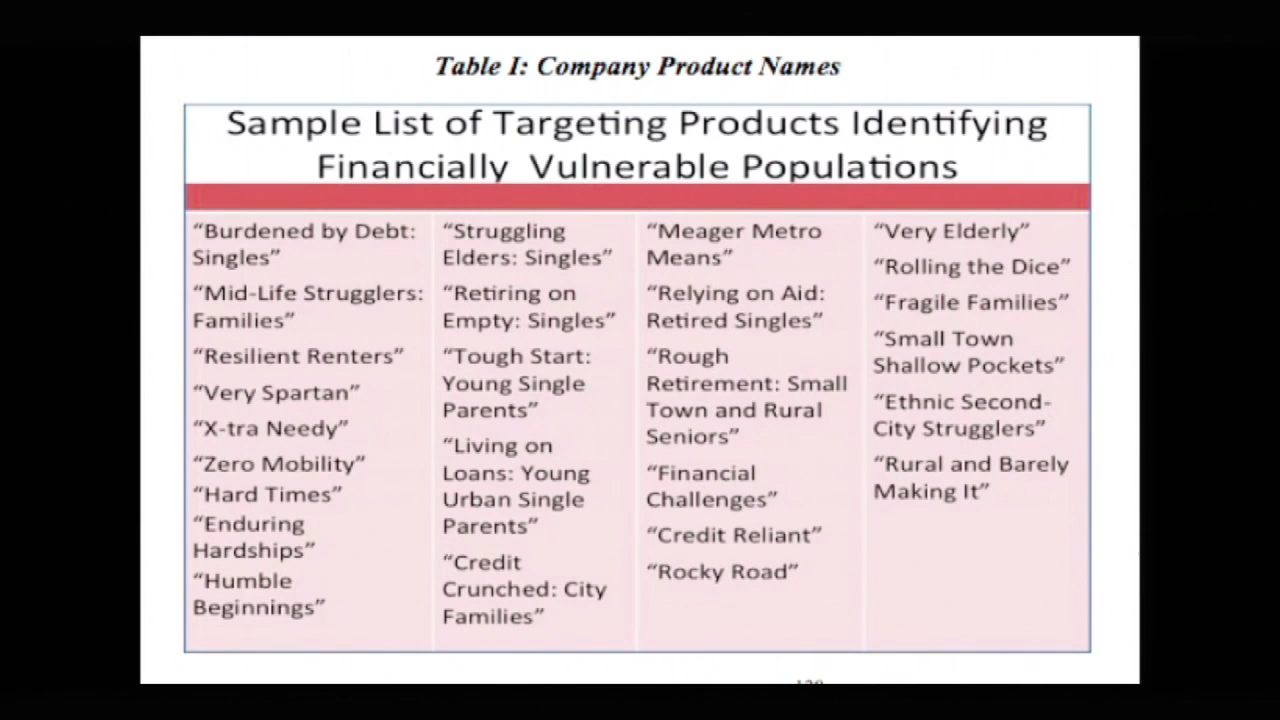 Table I: Company Product Names
Sample List of Targeting Products Identifying
Financially Vulnerable Populations
“Burdened by Debt:
Singles”
“Mid-Life Strugglers:
Families”
“Resilient Renters”
“Very Spartan”
“X-tra Needy”
“Zero Mobility”
“Hard Times”
“Enduring
Hardships”
“Humble
Beginnings”
“Struggling
Elders: Singles”
“Retiring on
Empty: Singles”
“Tough Start:
Young Single
Parents”
“Living on
Loans: Young
Urban Single
Parents”
“Credit
Crunched: City
Families”
“Meager Metro
Means”
“Relying on Aid:
Retired Singles”
“Rough
Retirement: Small
Town and Rural
Seniors”
“Financial
Challenges”
“Credit Reliant”
“Rocky Road”
“Very Elderly”
“Rolling the Dice”
“Fragile Families”
“Small Town
Shallow Pockets”
“Ethnic Second-
City Strugglers”
“Rural and Barely
Making It”